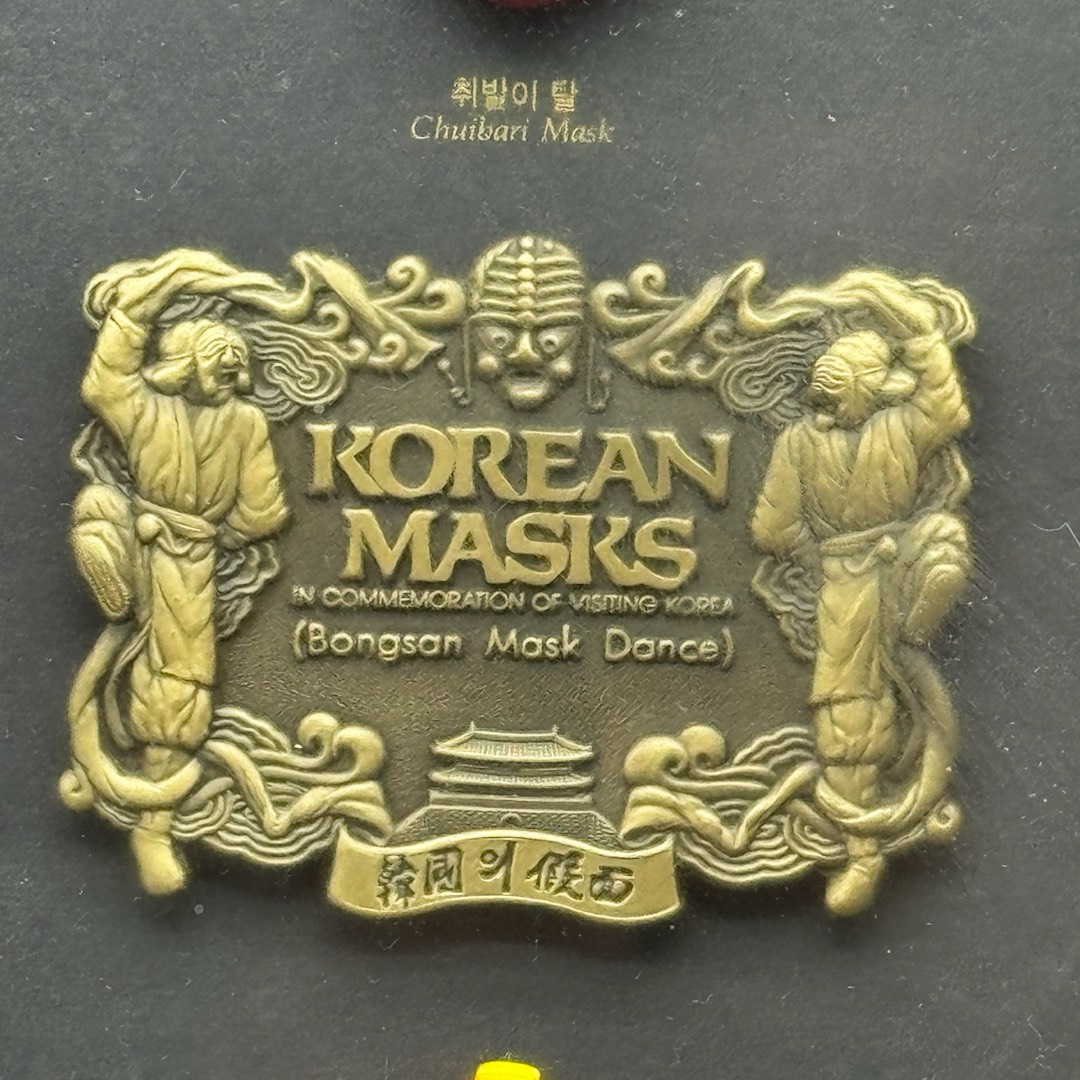 취발이 탈
Chuibari Mask
KOREAN
MASKS
IN COMMEMORATION OF VISITING KOREA
(Bongsan Mask Dance)
韓國의 假面